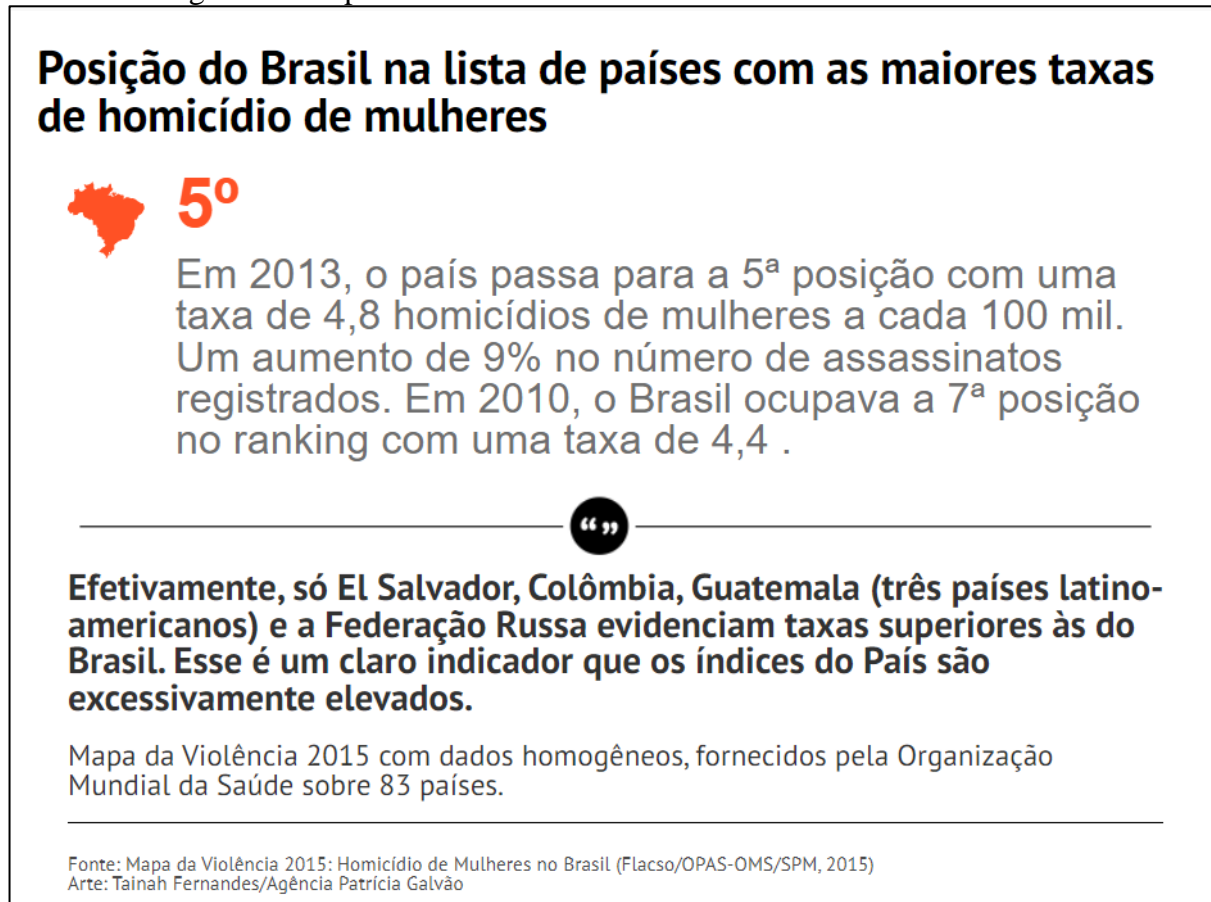 Posição do Brasil na lista de países com as maiores taxas
de homicídio de mulheres
5º
Em 2013, o país passa para a 5ª posição com uma
taxa de 4,8 homicídios de mulheres a cada 100 mil.
Um aumento de 9% no número de assassinatos
registrados. Em 2010, o Brasil ocupava a 7ª posição
no ranking com uma taxa de 4,4 .
“ ”
Efetivamente, só El Salvador, Colômbia, Guatemala (três países latino-
americanos) e a Federação Russa evidenciam taxas superiores às do
Brasil. Esse é um claro indicador que os índices do País são
excessivamente elevados.
Mapa da Violência 2015 com dados homogêneos, fornecidos pela Organização
Mundial da Saúde sobre 83 países.
Fonte: Mapa da Violência 2015: Homicídio de Mulheres no Brasil (Flacso/OPAS-OMS/SPM, 2015)
Arte: Tainah Fernandes/Agência Patrícia Galvão